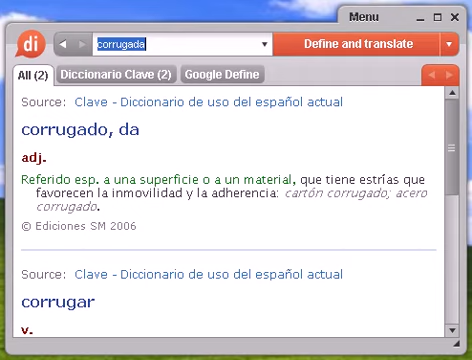 Menu
di
corrugada
Define and translate
All (2)
Diccionario Clave (2)
Google Define
Source: Clave - Diccionario de uso del español actual
corrugado, da
adj.
Referido esp. a una superficie o a un material, que tiene estrías que
favorecen la inmovilidad y la adherencia: cartón corrugado; acero
corrugado.
© Ediciones SM 2006
Source: Clave - Diccionario de uso del español actual
corrugar
v.